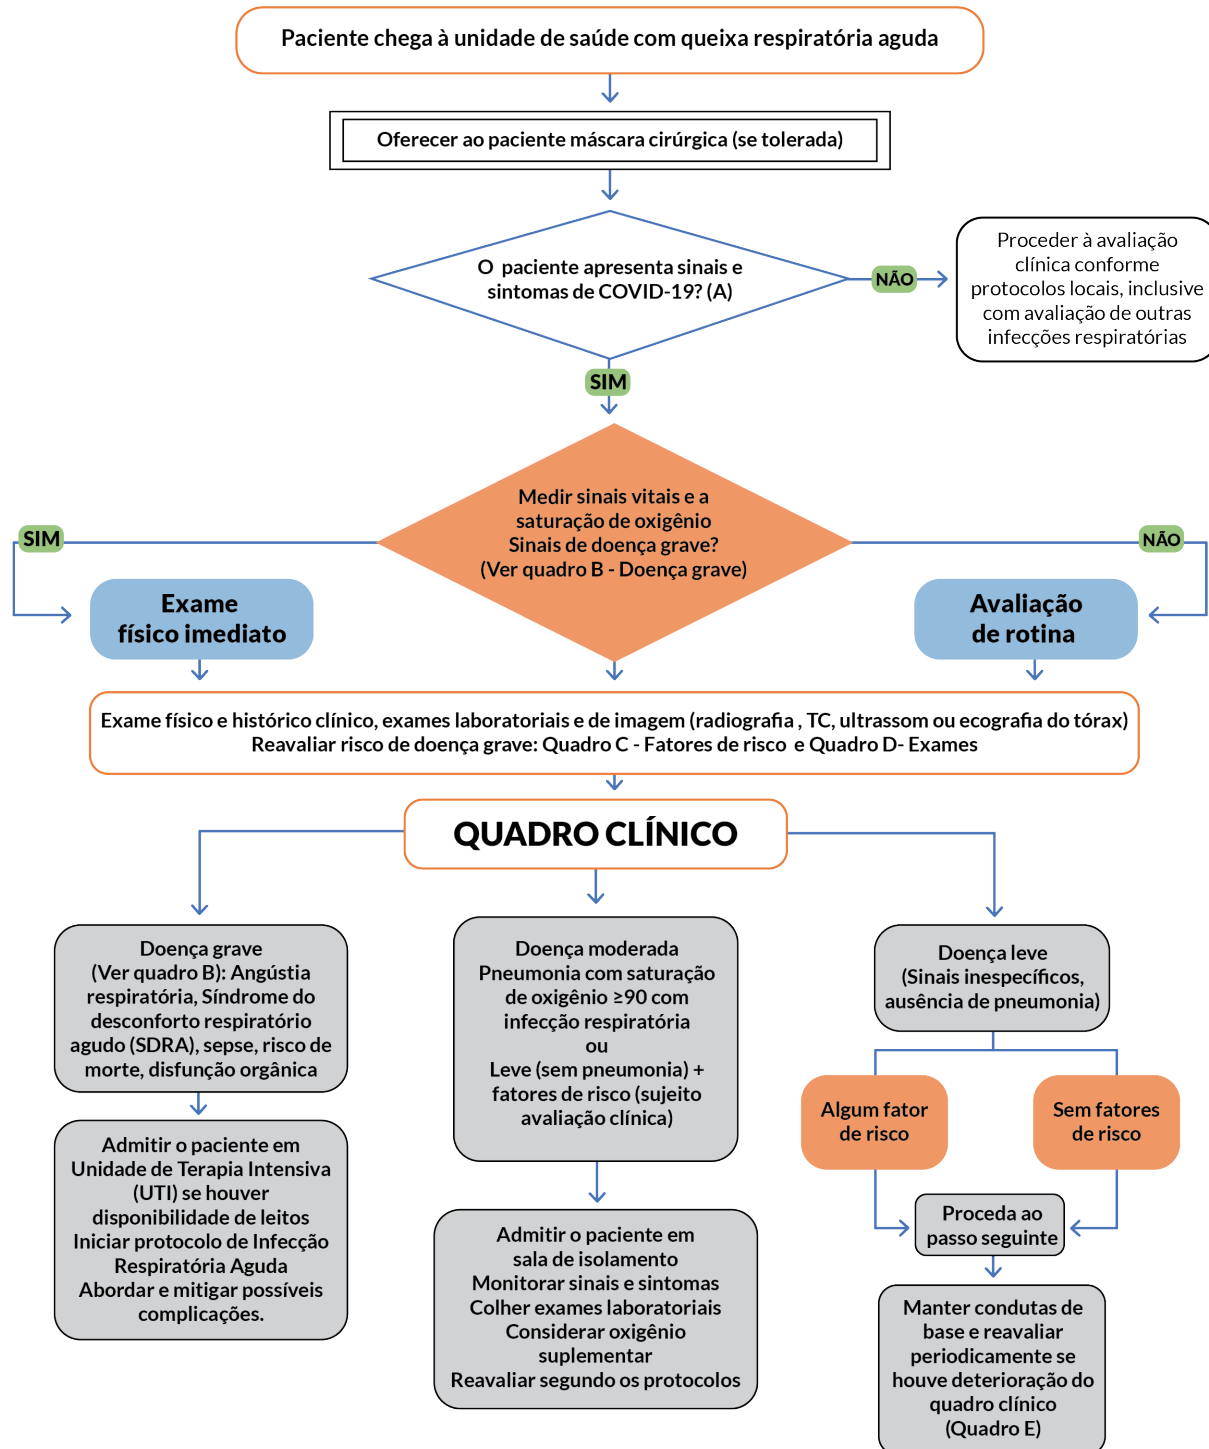 Paciente chega à unidade de saúde com queixa respiratória aguda
Oferecer ao paciente máscara cirúrgica (se tolerada)
O paciente apresenta sinais e
sintomas de COVID-19? (A)
NÃO
Proceder à avaliação
clínica conforme
protocolos locais, inclusive
com avaliação de outras
infecções respiratórias
SIM
Medir sinais vitais e a
saturação de oxigênio
Sinais de doença grave?
(Ver quadro B - Doença grave)
SIM
NÃO
Exame
físico imediato
Avaliação
de rotina
Exame físico e histórico clínico, exames laboratoriais e de imagem (radiografia , TC, ultrassom ou ecografia do tórax)
Reavaliar risco de doença grave: Quadro C - Fatores de risco e Quadro D- Exames
QUADRO CLÍNICO
Doença grave
(Ver quadro B): Angústia
respiratória, Síndrome do
desconforto respiratório
agudo (SDRA), sepse, risco de
morte, disfunção orgânica
Admitir o paciente em
Unidade de Terapia Intensiva
(UTI) se houver
disponibilidade de leitos
Iniciar protocolo de Infecção
Respiratória Aguda
Abordar e mitigar possíveis
complicações.
Doença moderada
Pneumonia com saturação
de oxigênio ≥90 com
infecção respiratória
ou
Leve (sem pneumonia) +
fatores de risco (sujeito
avaliação clínica)
Admitir o paciente em
sala de isolamento
Monitorar sinais e sintomas
Colher exames laboratoriais
Considerar oxigênio
suplementar
Reavaliar segundo os protocolos
Doença leve
(Sinais inespecíficos,
ausência de pneumonia)
Algum fator
de risco
Sem fatores
de risco
Proceda ao
passo seguinte
Manter condutas de
base e reavaliar
periodicamente se
houve deterioração do
quadro clínico
(Quadro E)